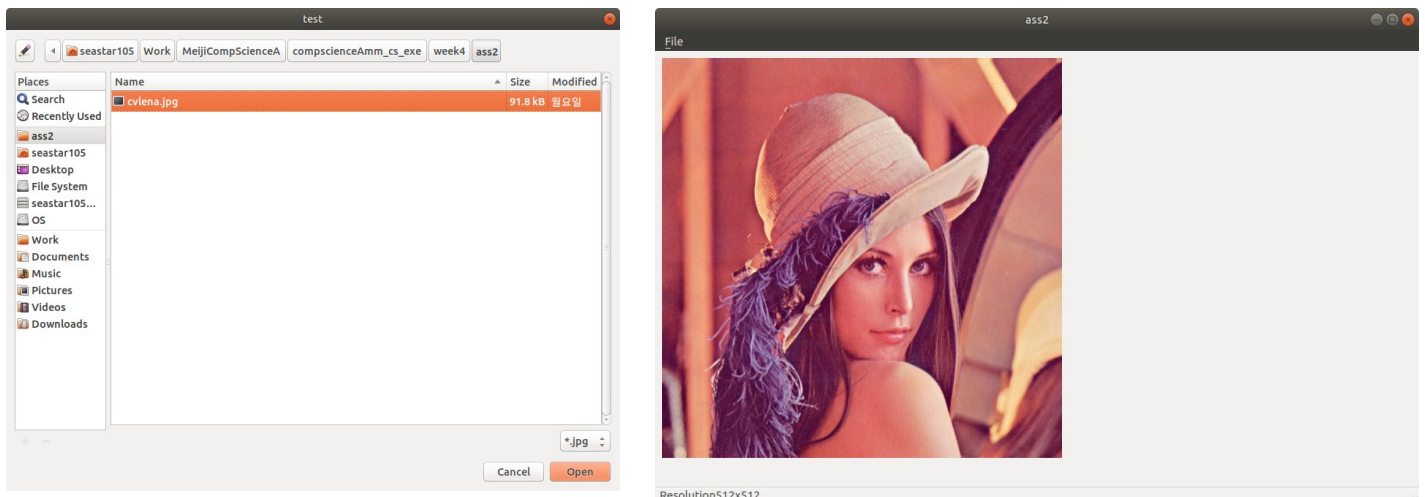 test
seastar105 Work MeijiCompScienceA compscienceAmm_cs_exe week4 ass2
Places
Search
Recently Used
ass2
seastar105
Desktop
File System
seastar105...
OS
Work
Documents
Music
Pictures
Videos
Downloads
Name Size Modified
cvlena.jpg 91.8 kB 월요일
*.jpg
Cancel Open
ass2
File
Resolution512x512